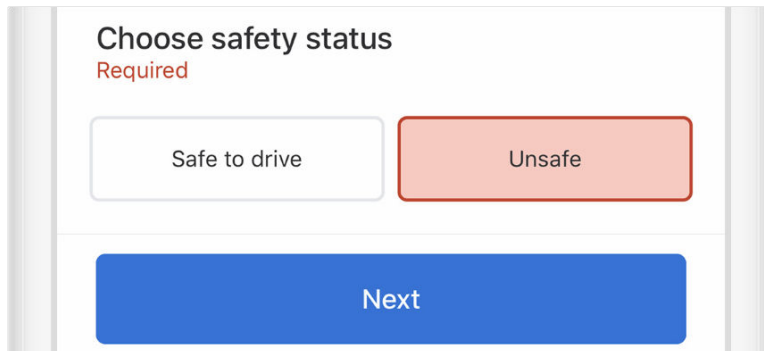 Choose safety status
Required
Safe to drive
Unsafe
Next